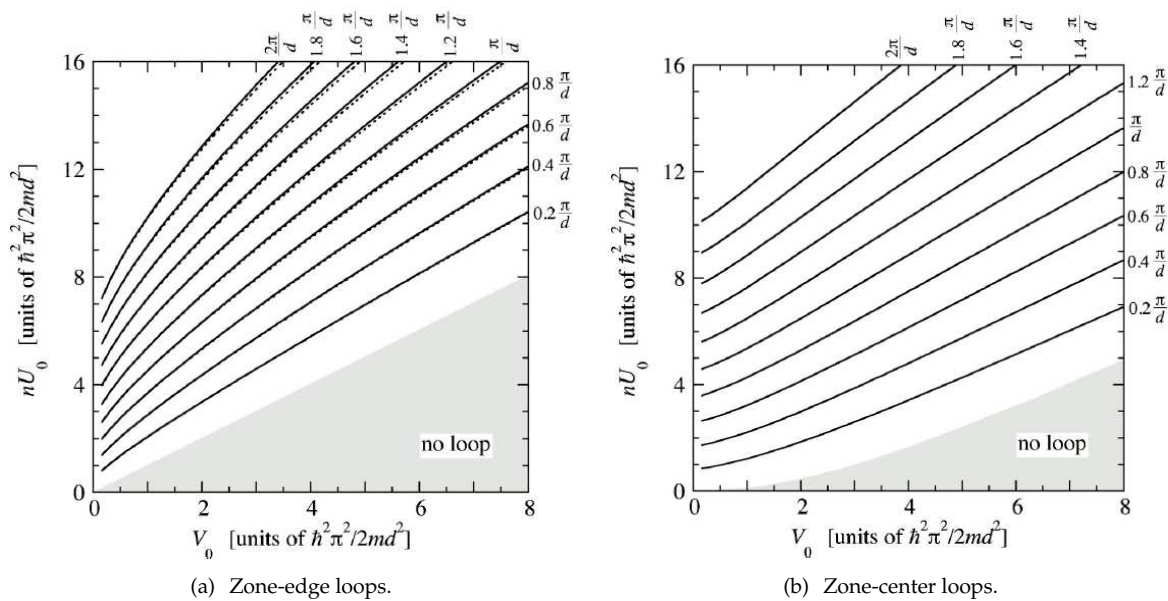 2π/d
1.8 π/d
1.6 π/d
1.4 π/d
1.2 π/d
π/d
16
12
8
4
0
0 2 4 6 8
0.8 π/d
0.6 π/d
0.4 π/d
0.2 π/d
nU₀ [units of ħ²π²/2md²]
no loop
V₀ [units of ħ²π²/2md²]
(a) Zone-edge loops.
2π/d
1.8 π/d
1.6 π/d
1.4 π/d
16
12
8
4
0
0 2 4 6 8
1.2 π/d
π/d
0.8 π/d
0.6 π/d
0.4 π/d
0.2 π/d
nU₀ [units of ħ²π²/2md²]
no loop
V₀ [units of ħ²π²/2md²]
(b) Zone-center loops.